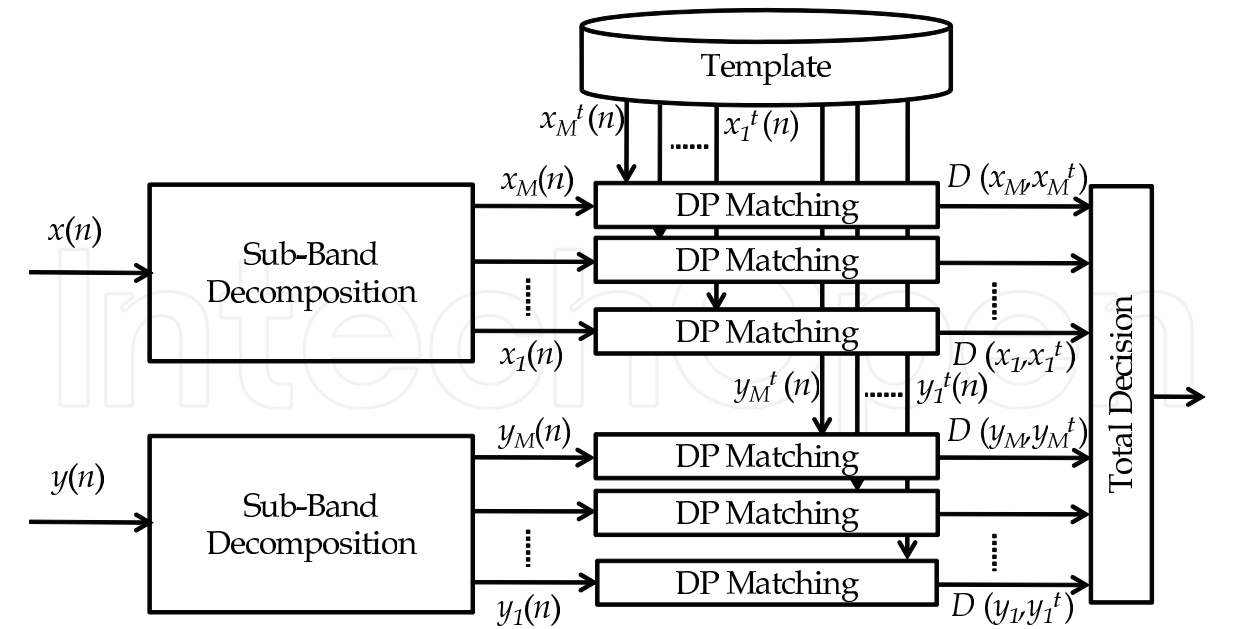 Template
x_M^t(n) x_1^t(n)
x(n)
Sub-Band
Decomposition
x_M(n)
x_1(n)
DP Matching
DP Matching
DP Matching
D (x_M,x_M^t)
D (x_1,x_1^t)
y_M^t(n) y_1^t(n)
y(n)
Sub-Band
Decomposition
y_M(n)
y_1(n)
DP Matching
DP Matching
DP Matching
D (y_M,y_M^t)
D (y_1,y_1^t)
Total Decision
IntechOpen